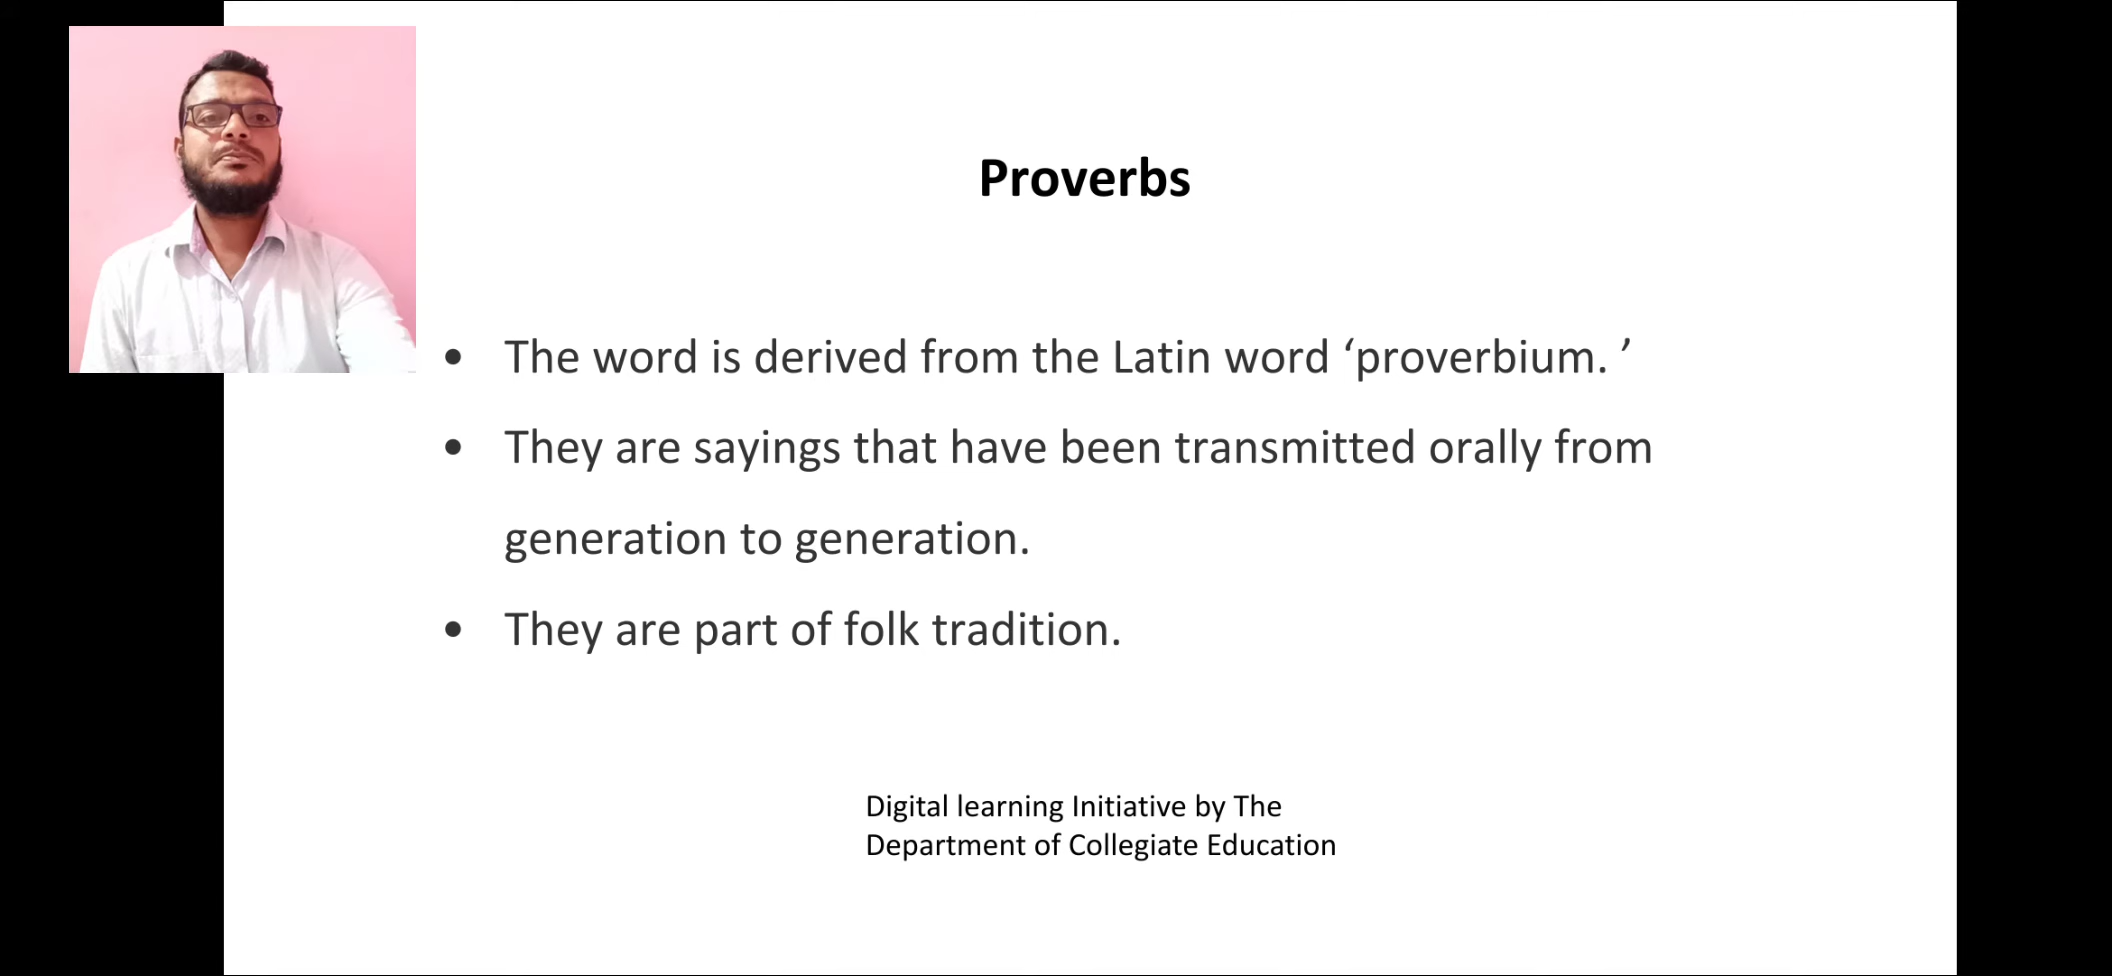 Proverbs
• The word is derived from the Latin word ‘proverbium. ’
• They are sayings that have been transmitted orally from
generation to generation.
• They are part of folk tradition.
Digital learning Initiative by The
Department of Collegiate Education